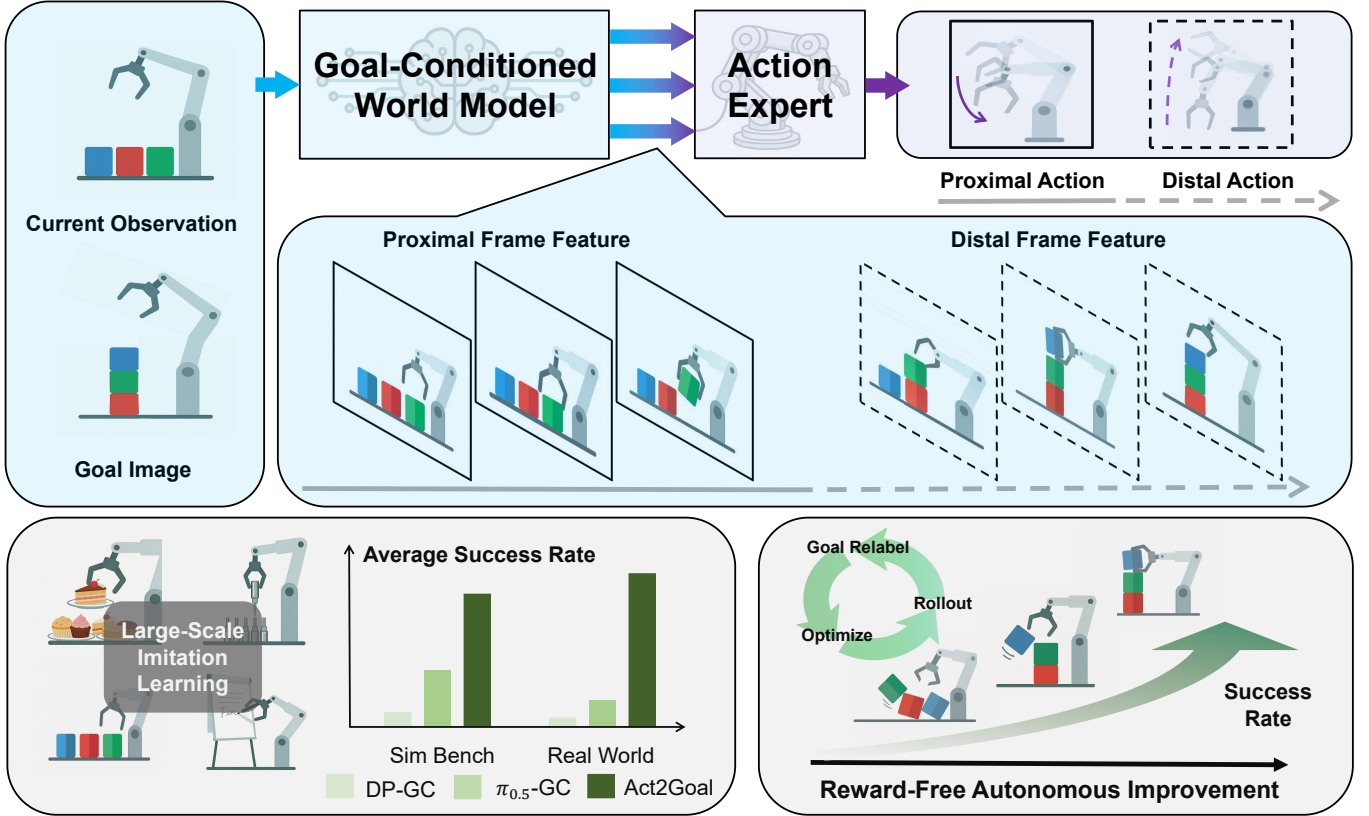 Goal-Conditioned
World Model
Action
Expert
Proximal Action
Distal Action
Current Observation
Goal Image
Proximal Frame Feature
Distal Frame Feature
Large-Scale
Imitation
Learning
Average Success Rate
Sim Bench
Real World
DP-GC
π₀.₅-GC
Act2Goal
Goal Relabel
Rollout
Optimize
Success
Rate
Reward-Free Autonomous Improvement